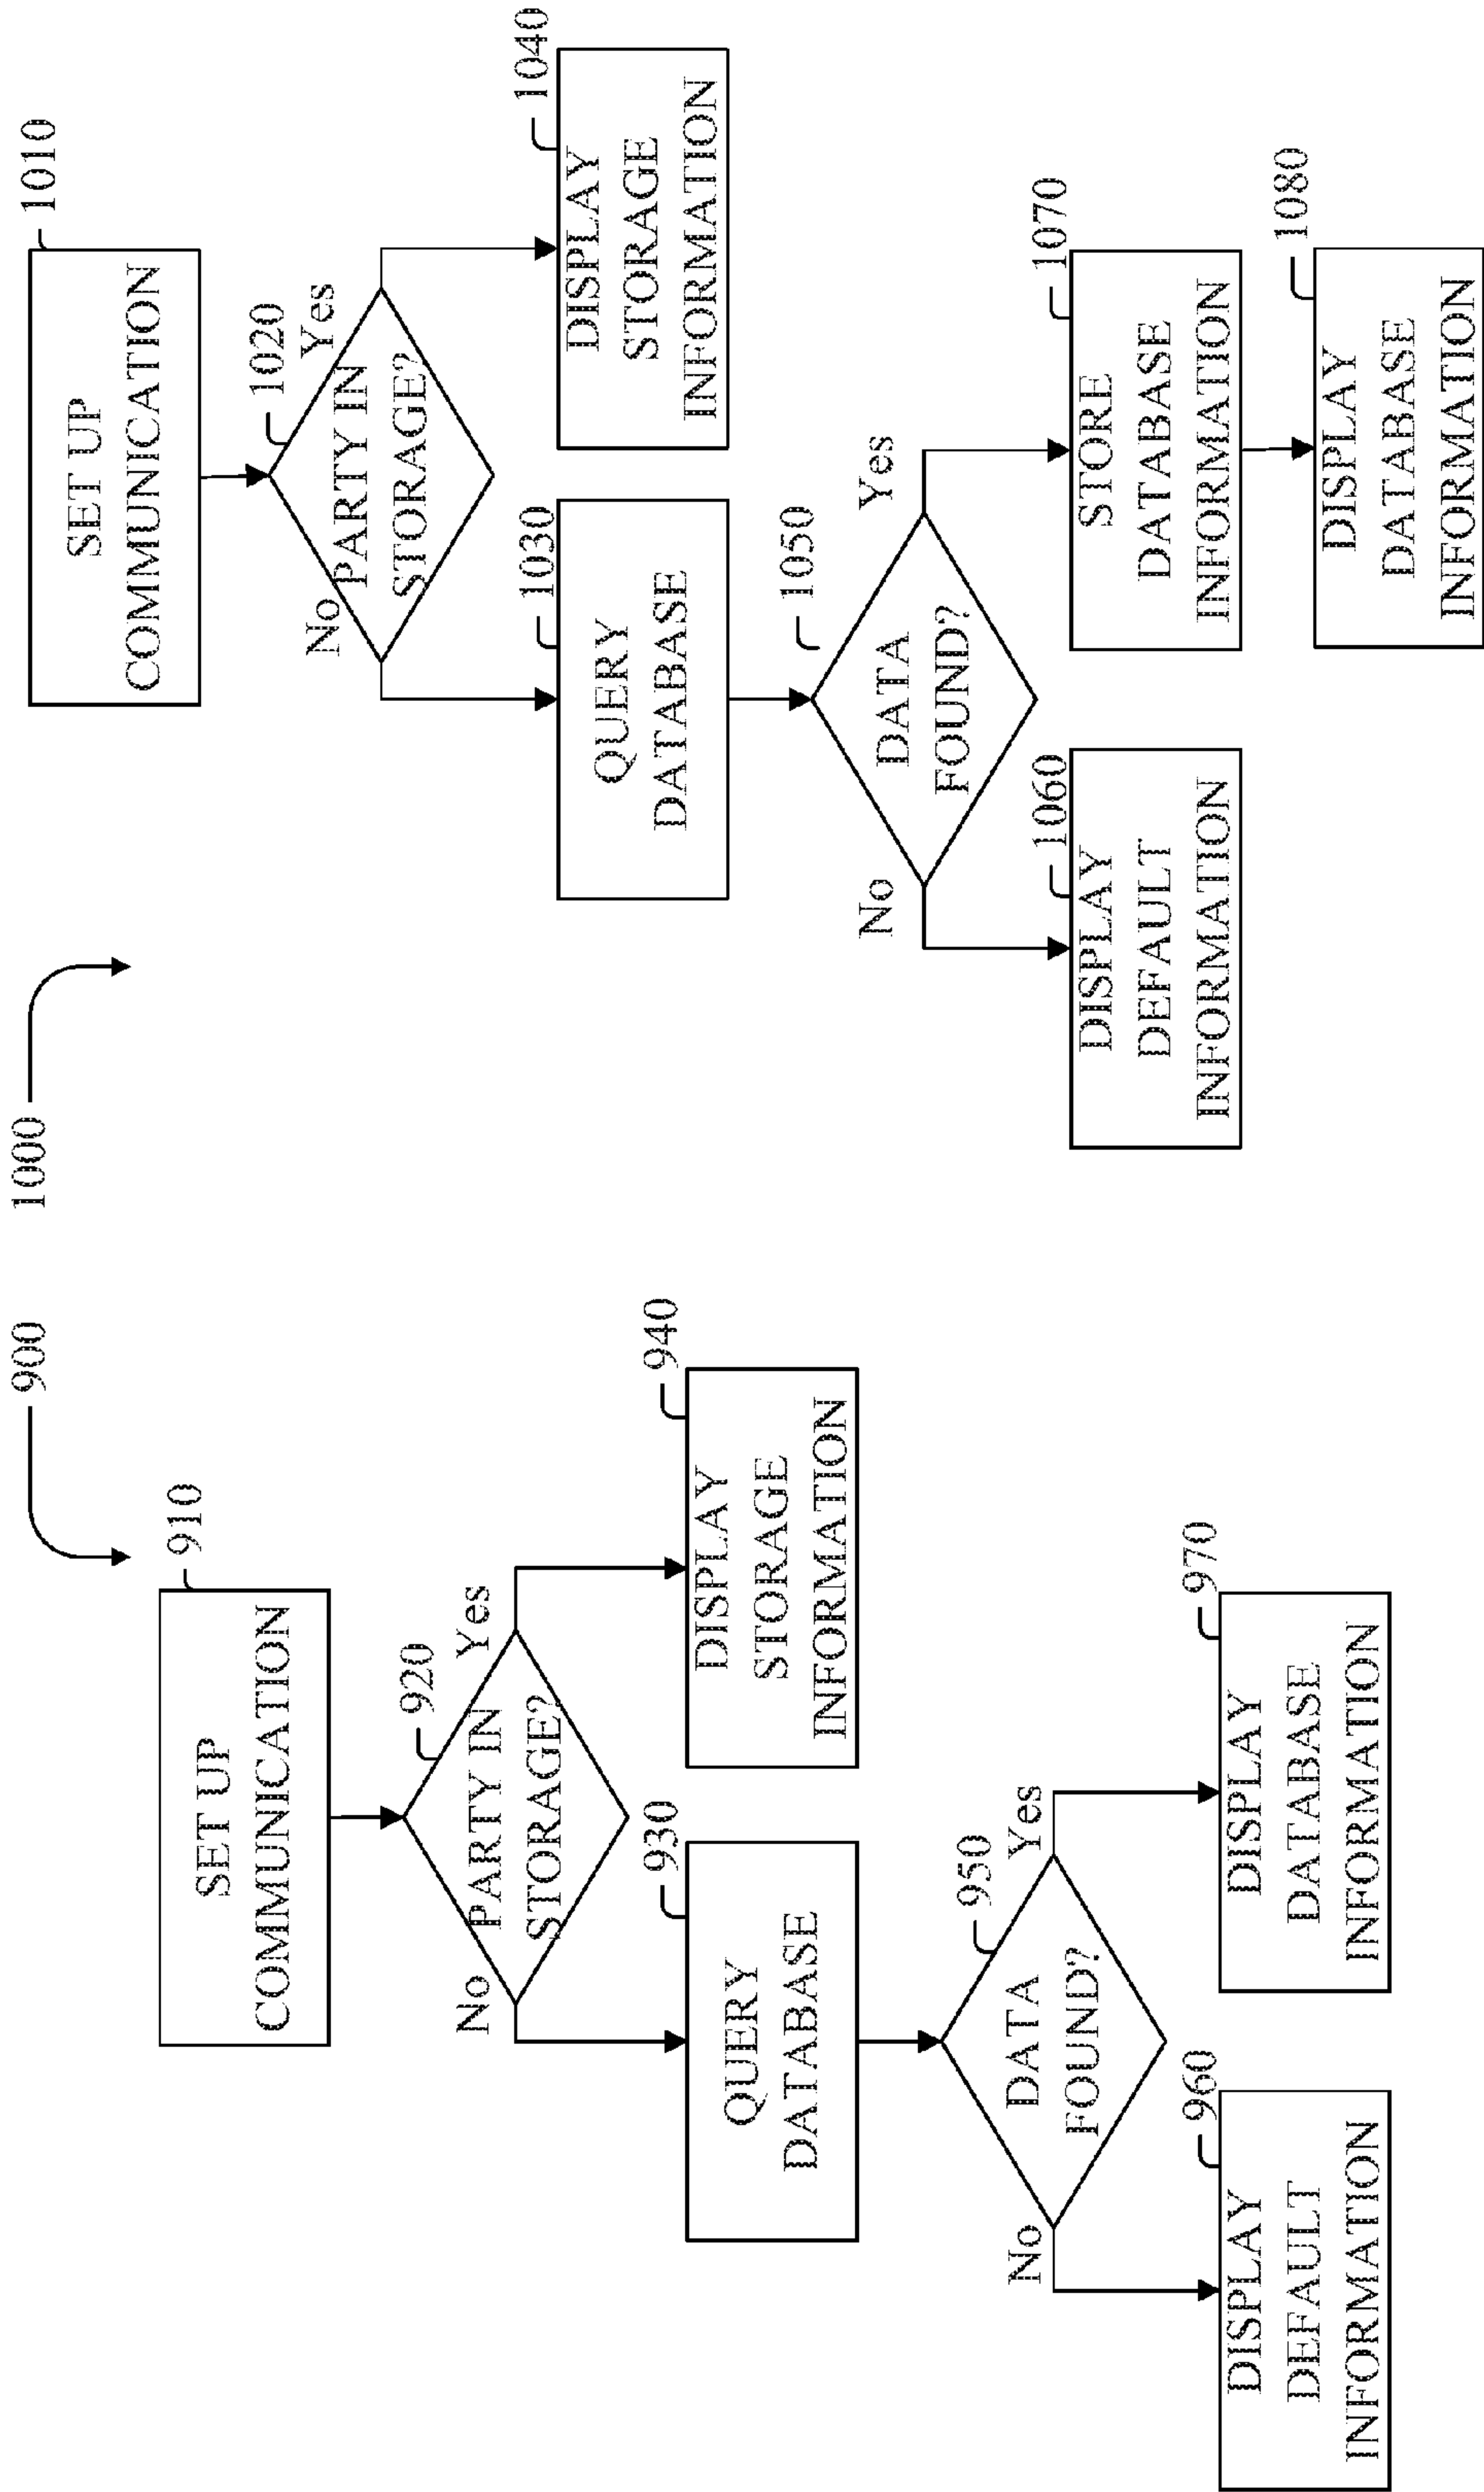 900
910
SET UP
COMMUNICATION
920
PARTY IN
STORAGE?
No
Yes
930
QUERY
DATABASE
940
DISPLAY
STORAGE
INFORMATION
950
DATA
FOUND?
No
Yes
960
DISPLAY
DEFAULT
INFORMATION
970
DISPLAY
DATABASE
INFORMATION
1000
1010
SET UP
COMMUNICATION
1020
PARTY IN
STORAGE?
No
Yes
1030
QUERY
DATABASE
1040
DISPLAY
STORAGE
INFORMATION
1050
DATA
FOUND?
No
Yes
1060
DISPLAY
DEFAULT
INFORMATION
1070
STORE
DATABASE
INFORMATION
1080
DISPLAY
DATABASE
INFORMATION